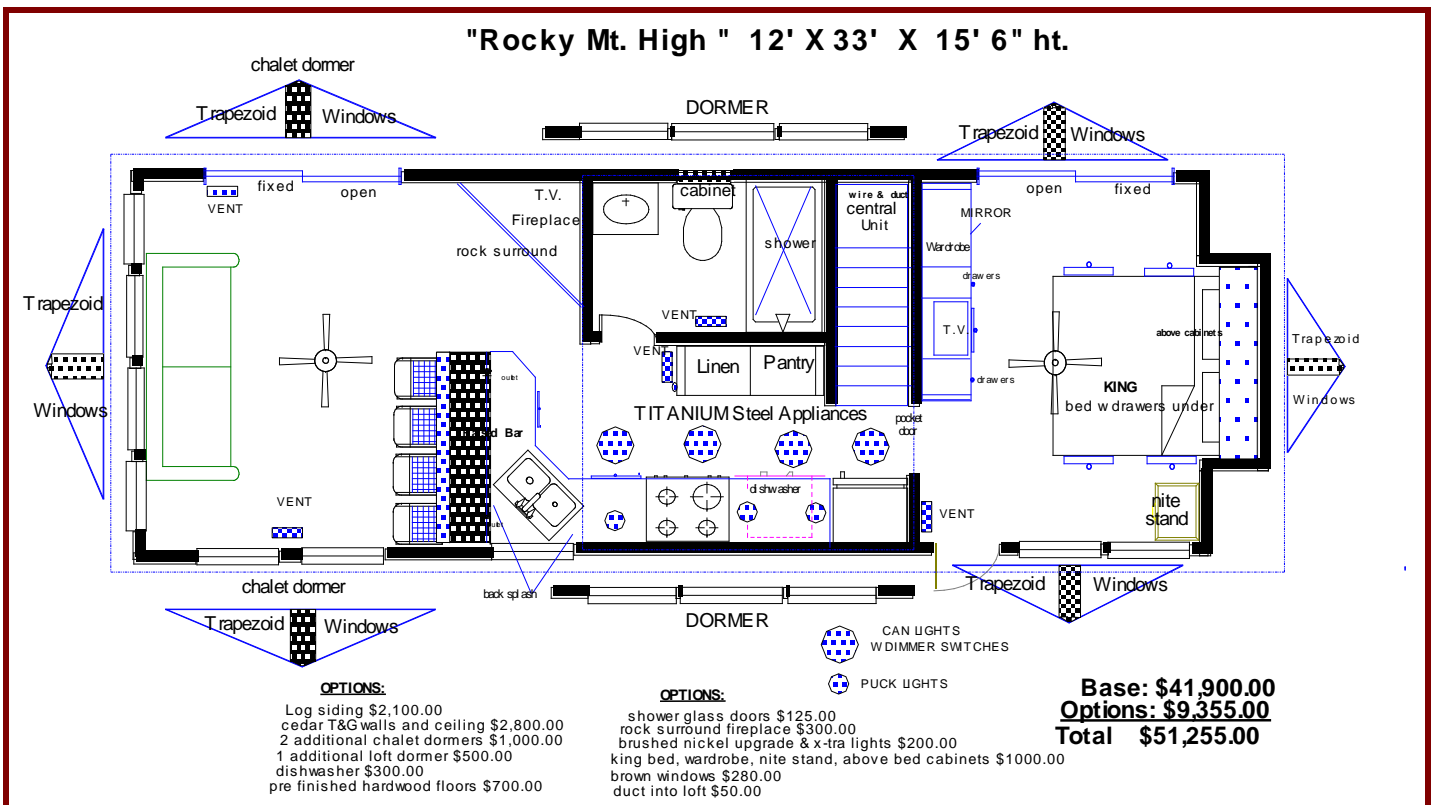 "Rocky Mt. High " 12' X 33' X 15' 6" ht.
chalet dormer
Trapezoid Windows
DORMER
Trapezoid Windows
fixed open
VENT
T.V.
Fireplace
rock surround
cabinet
shower
VENT
wire & duct
central
Unit
MIRROR
Wardrobe
drawers
T.V.
drawers
open fixed
Trapezoid
Windows
above cabinets
KING
bed w drawers under
Trapezoid
Windows
VENT
Linen Pantry
TITANIUM Steel Appliances
pocket
door
outlet
Bar
outlet
dishwasher
VENT
VENT
nite
stand
chalet dormer
Trapezoid Windows
back splash
DORMER
Trapezoid Windows
CAN LIGHTS
W DIMMER SWITCHES
PUCK LIGHTS
OPTIONS:
Log siding $2,100.00
cedar T&G walls and ceiling $2,800.00
2 additional chalet dormers $1,000.00
1 additional loft dormer $500.00
dishwasher $300.00
pre finished hardwood floors $700.00
OPTIONS:
shower glass doors $125.00
rock surround fireplace $300.00
brushed nickel upgrade & x-tra lights $200.00
king bed, wardrobe, nite stand, above bed cabinets $1000.00
brown windows $280.00
duct into loft $50.00
Base: $41,900.00
Options: $9,355.00
Total $51,255.00